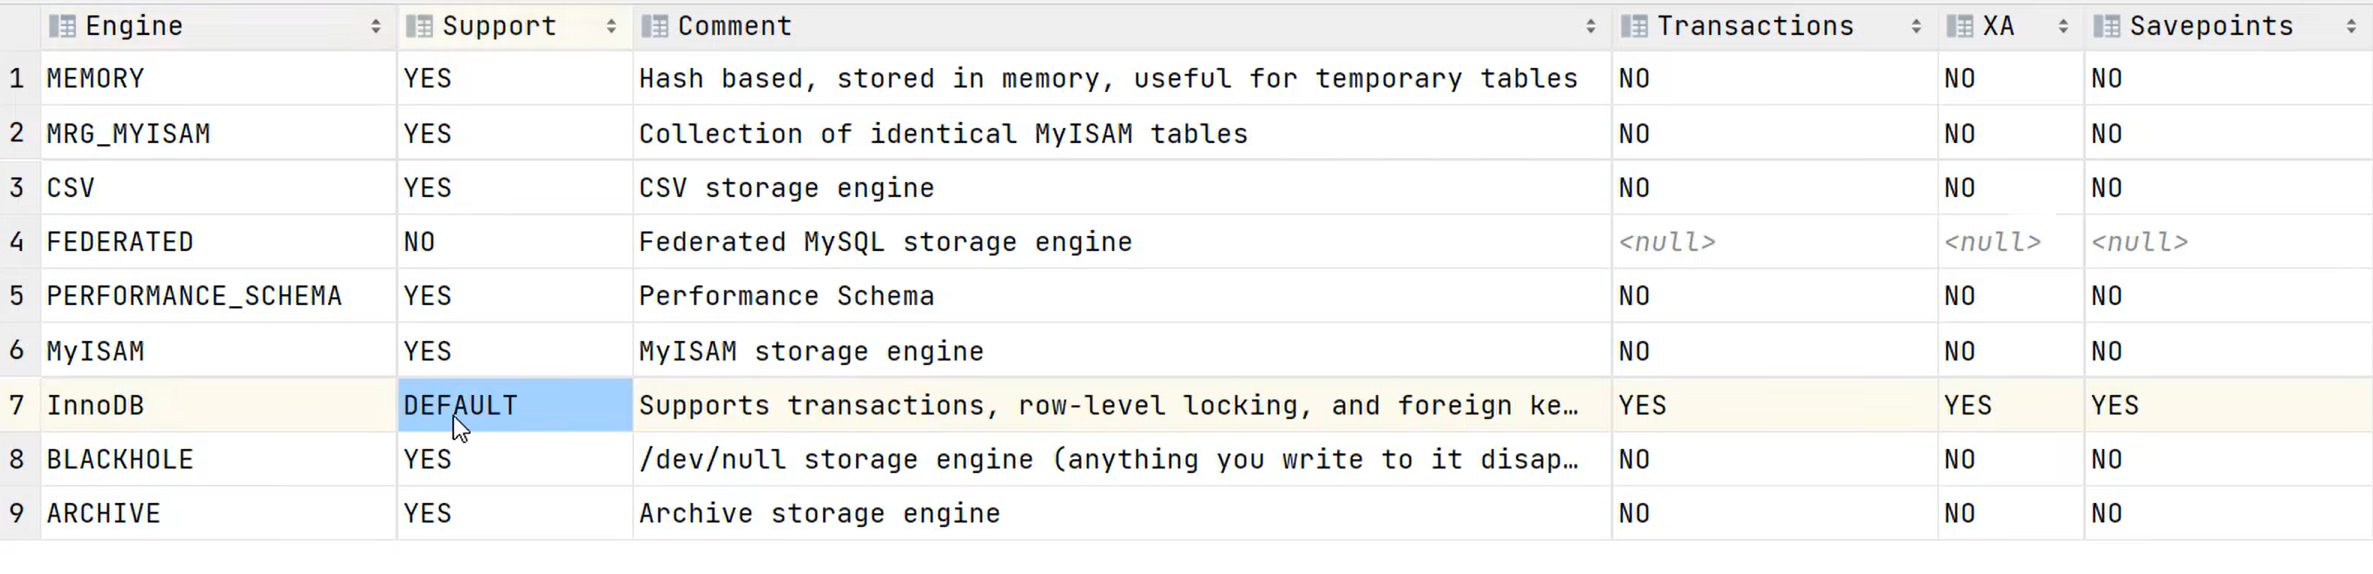 Engine Support Comment Transactions XA Savepoints
1 MEMORY YES Hash based, stored in memory, useful for temporary tables NO NO NO
2 MRG_MYISAM YES Collection of identical MyISAM tables NO NO NO
3 CSV YES CSV storage engine NO NO NO
4 FEDERATED NO Federated MySQL storage engine <null> <null> <null>
5 PERFORMANCE_SCHEMA YES Performance Schema NO NO NO
6 MyISAM YES MyISAM storage engine NO NO NO
7 InnoDB DEFAULT Supports transactions, row-level locking, and foreign ke… YES YES YES
8 BLACKHOLE YES /dev/null storage engine (anything you write to it disap… NO NO NO
9 ARCHIVE YES Archive storage engine NO NO NO